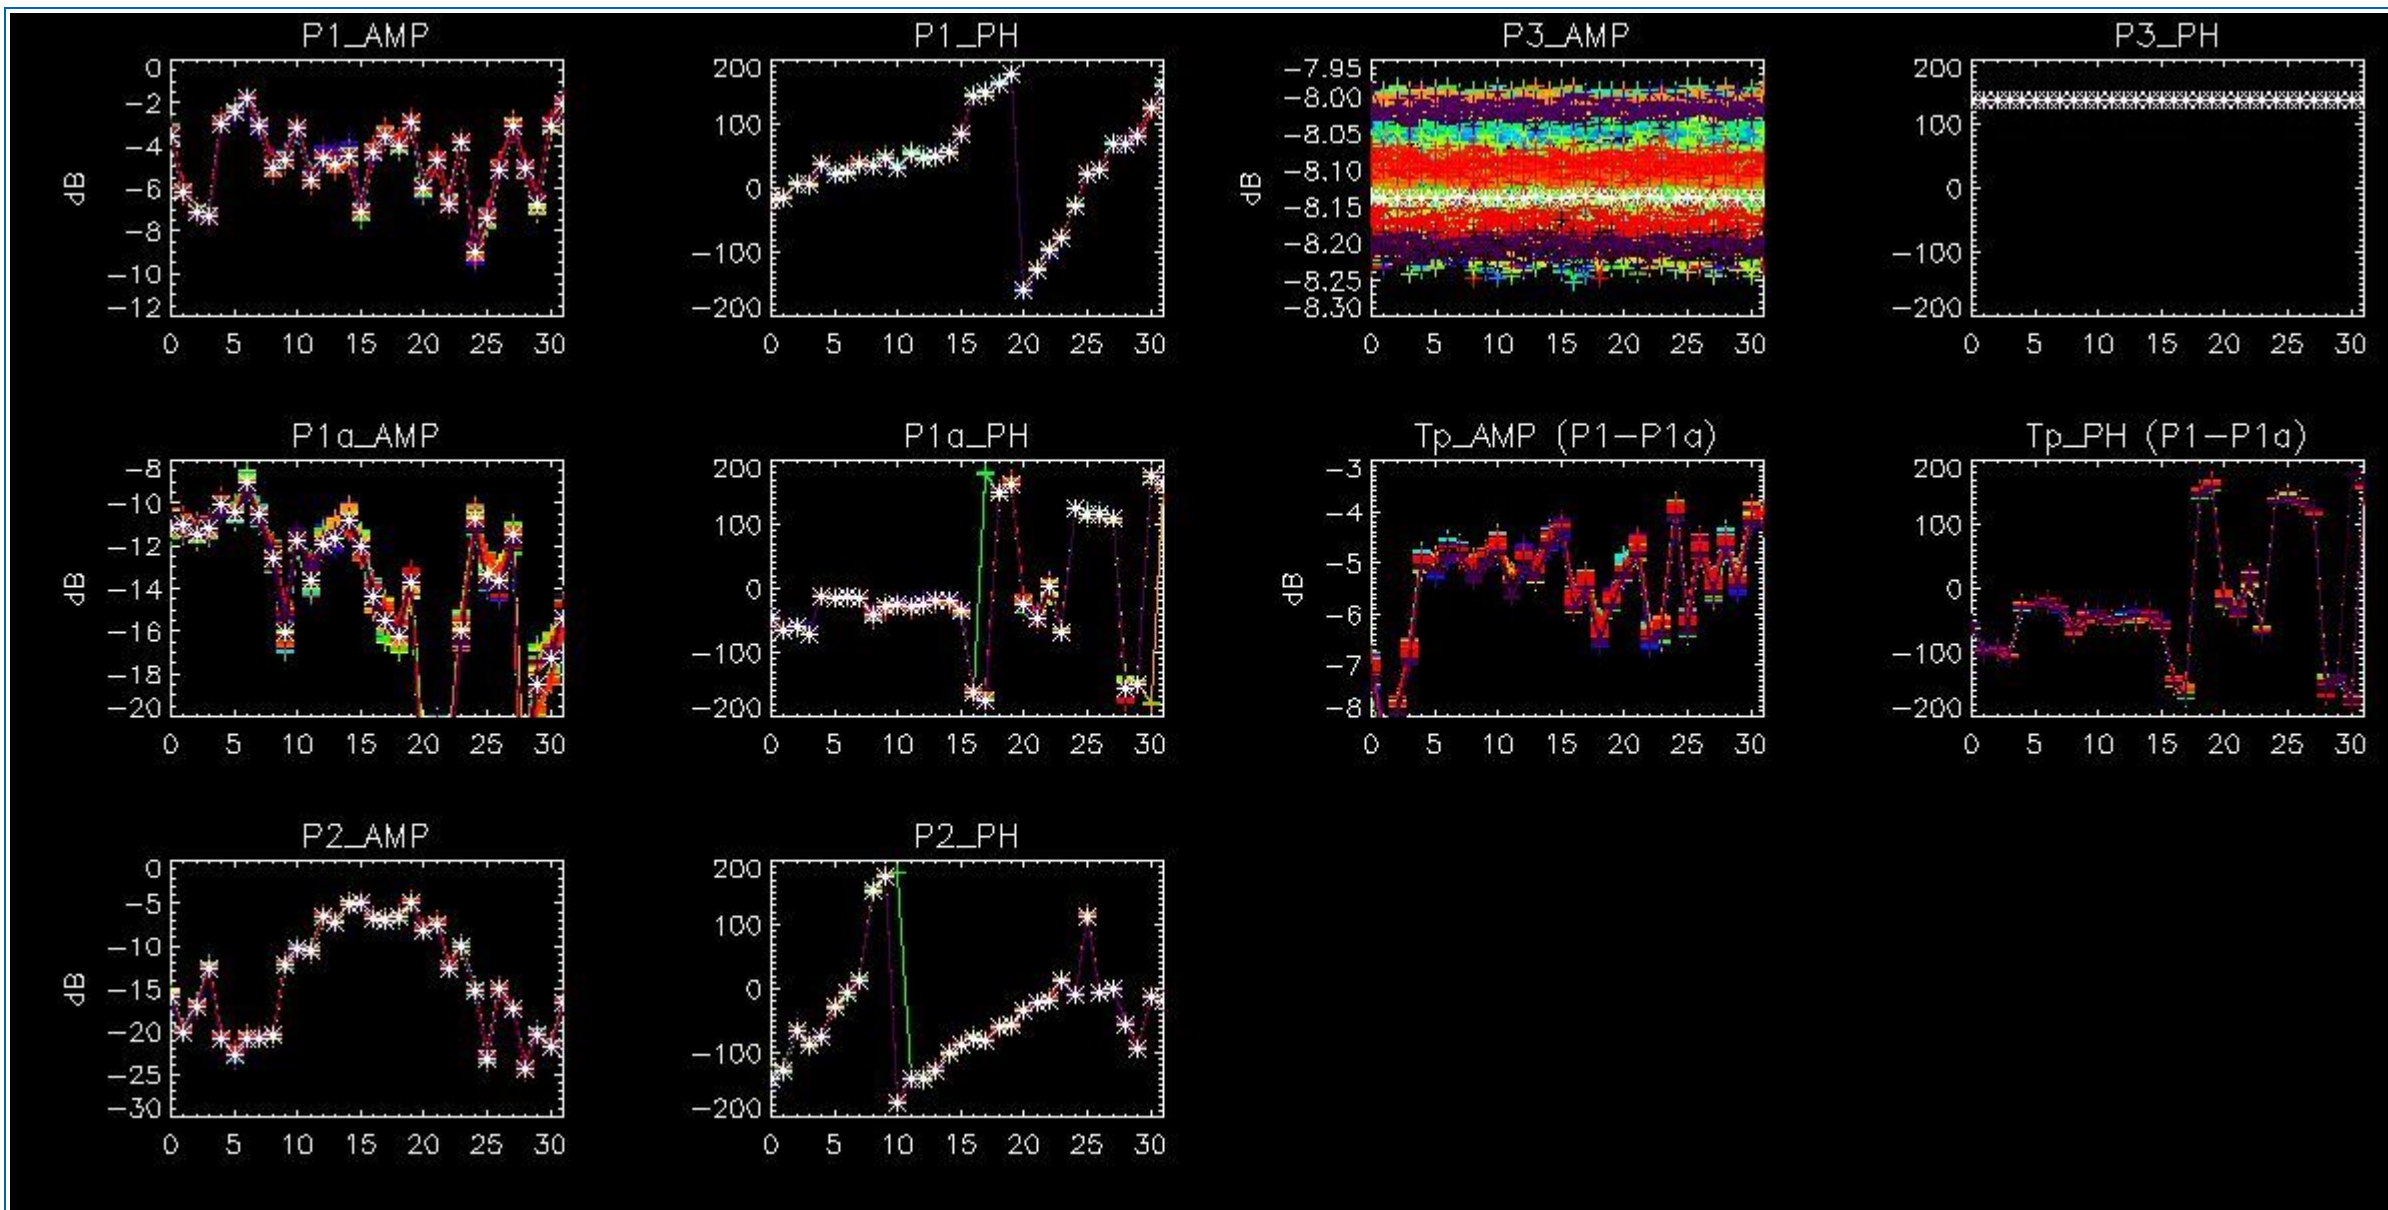 P1_AMP P1_PH P3_AMP P3_PH
0 200 −7.95 200
−2 −8.00
100 −8.05 100
−4
dB −6 0 dB −8.10 0
−8 −8.15
−100 −8.20 −100
−10 −8.25
−12 −200 −8.30 −200
0 5 10 15 20 25 30 0 5 10 15 20 25 30 0 5 10 15 20 25 30 0 5 10 15 20 25 30
P1a_AMP P1a_PH Tp_AMP (P1−P1a) Tp_PH (P1−P1a)
−8 200 −3 200
−10 100 −4 100
−12 −5
dB −14 0 dB 0
−16 −100 −6 −100
−18 −7
−20 −200 −8 −200
0 5 10 15 20 25 30 0 5 10 15 20 25 30 0 5 10 15 20 25 30 0 5 10 15 20 25 30
P2_AMP P2_PH
0 200
−5 100
−10
dB −15 0
−20 −100
−25
−30 −200
0 5 10 15 20 25 30 0 5 10 15 20 25 30